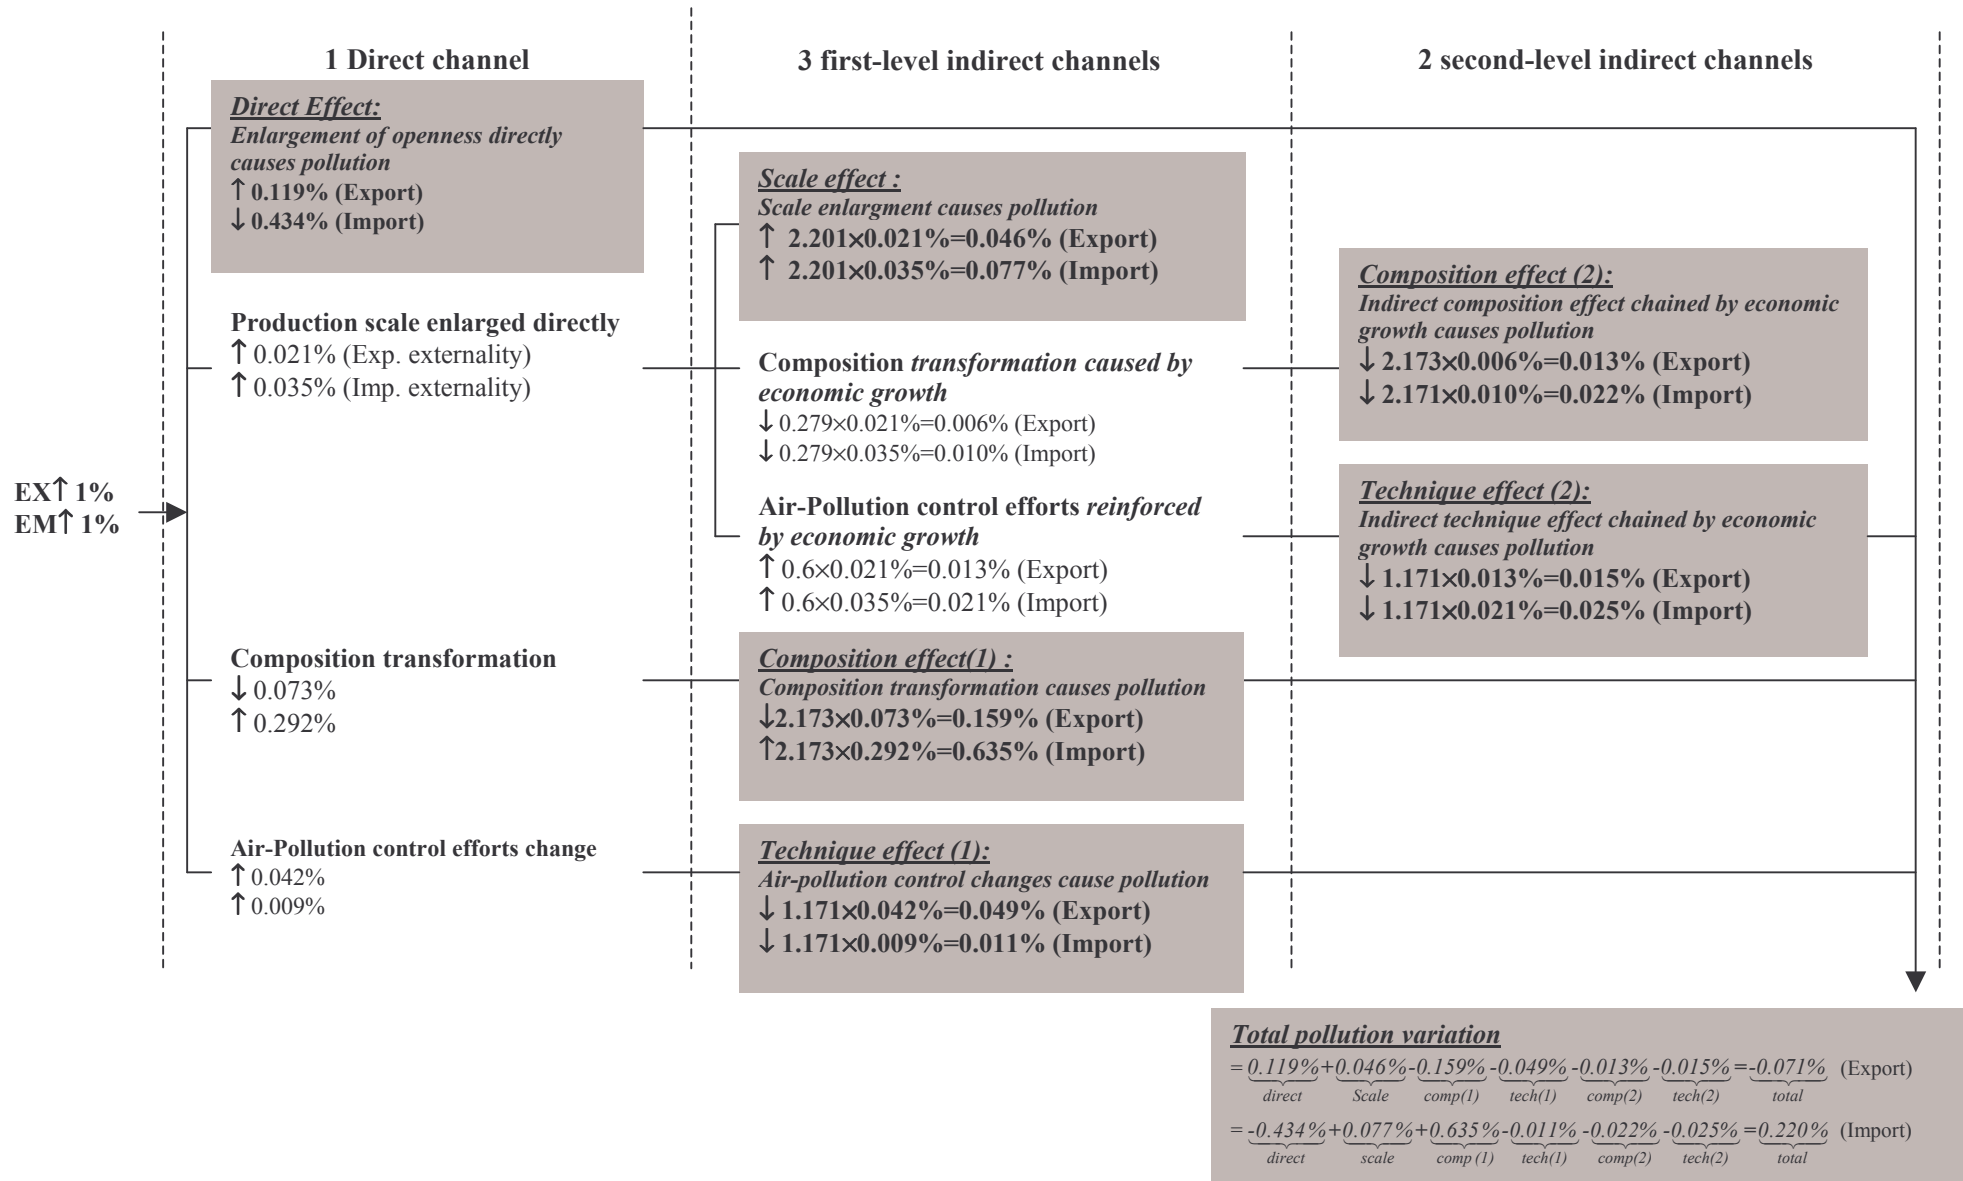 1 Direct channel
3 first-level indirect channels
2 second-level indirect channels
EX↑ 1%
EM↑ 1%
Direct Effect:
Enlargement of openness directly
causes pollution
↑ 0.119% (Export)
↓ 0.434% (Import)
Production scale enlarged directly
↑ 0.021% (Exp. externality)
↑ 0.035% (Imp. externality)
Composition transformation
↓ 0.073%
↑ 0.292%
Air-Pollution control efforts change
↑ 0.042%
↑ 0.009%
Scale effect :
Scale enlargment causes pollution
↑ 2.201×0.021%=0.046% (Export)
↑ 2.201×0.035%=0.077% (Import)
Composition transformation caused by
economic growth
↓ 0.279×0.021%=0.006% (Export)
↓ 0.279×0.035%=0.010% (Import)
Air-Pollution control efforts reinforced
by economic growth
↑ 0.6×0.021%=0.013% (Export)
↑ 0.6×0.035%=0.021% (Import)
Composition effect(1) :
Composition transformation causes pollution
↓2.173×0.073%=0.159% (Export)
↑2.173×0.292%=0.635% (Import)
Technique effect (1):
Air-pollution control changes cause pollution
↓ 1.171×0.042%=0.049% (Export)
↓ 1.171×0.009%=0.011% (Import)
Composition effect (2):
Indirect composition effect chained by economic
growth causes pollution
↓ 2.173×0.006%=0.013% (Export)
↓ 2.171×0.010%=0.022% (Import)
Technique effect (2):
Indirect technique effect chained by economic
growth causes pollution
↓ 1.171×0.013%=0.015% (Export)
↓ 1.171×0.021%=0.025% (Import)
Total pollution variation
= 0.119%+0.046%-0.159%-0.049%-0.013%-0.015%=-0.071% (Export)
direct Scale comp(1) tech(1) comp(2) tech(2) total
= -0.434%+0.077%+0.635%-0.011%-0.022%-0.025%=0.220% (Import)
direct scale comp (1) tech(1) comp(2) tech(2) total